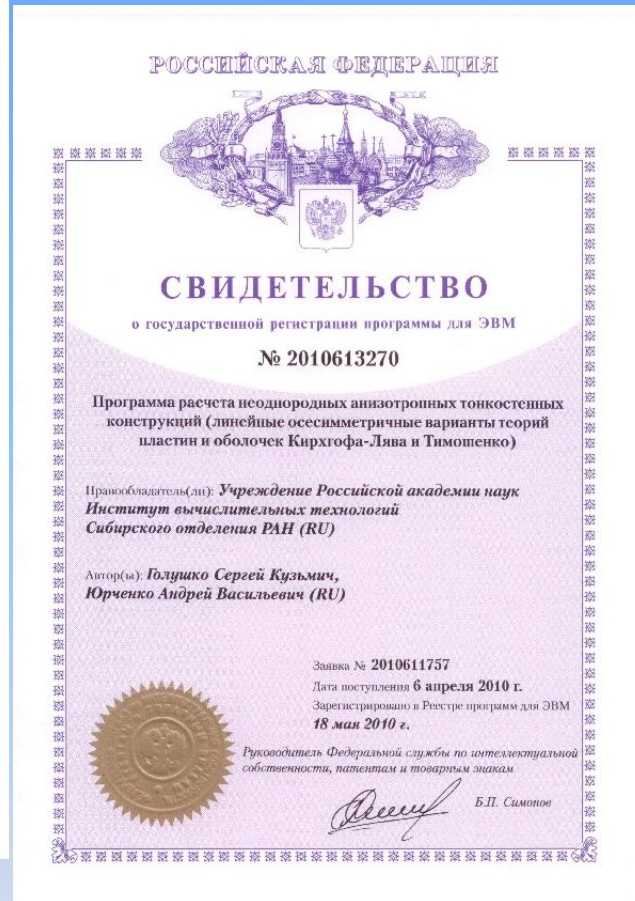 РОССИЙСКАЯ ФЕДЕРАЦИЯ
СВИДЕТЕЛЬСТВО
о государственной регистрации программы для ЭВМ
№ 2010613270
Программа расчета неоднородных анизотропных тонкостенных
конструкций (линейные осесимметричные варианты теорий
пластин и оболочек Кирхгофа-Лява и Тимошенко)
Правообладатель(ли): Учреждение Российской академии наук
Институт вычислительных технологий
Сибирского отделения РАН (RU)
Автор(ы): Голушко Сергей Кузьмич,
Юрченко Андрей Васильевич (RU)
Заявка № 2010611757
Дата поступления 6 апреля 2010 г.
Зарегистрировано в Реестре программ для ЭВМ
18 мая 2010 г.
Руководитель Федеральной службы по интеллектуальной
собственности, патентам и товарным знакам
Б.П. Симонов